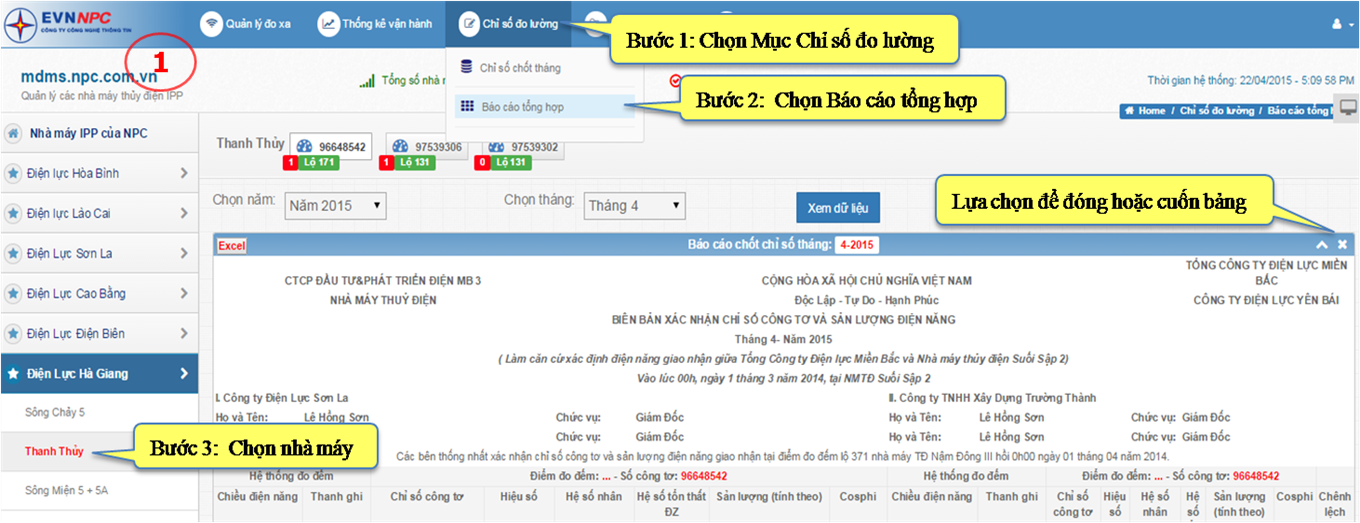 EVNNPC
CÔNG TY CÔNG NGHỆ THÔNG TIN
Quản lý đo xa
Thống kê vận hành
Chỉ số đo lường
Bước 1: Chọn Mục Chỉ số đo lường
1
mdms.npc.com.vn
Quản lý các nhà máy thủy điện IPP
Tổng số nhà
Chỉ số chốt tháng
Báo cáo tổng hợp
Bước 2: Chọn Báo cáo tổng hợp
Thời gian hệ thống: 22/04/2015 - 5:09:58 PM
Home / Chỉ số đo lường / Báo cáo tổng
Nhà máy IPP của NPC
Điện lực Hòa Bình
Điện lực Lào Cai
Điện Lực Sơn La
Điện Lực Cao Bằng
Điện Lực Điện Biên
Điện Lực Hà Giang
Sông Chảy 5
Thanh Thủy
Sông Miện 5 + 5A
Bước 3: Chọn nhà máy
Thanh Thủy 96648542 97539306 97539302
1 Lộ 171 1 Lộ 131 0 Lộ 131
Chọn năm: Năm 2015 Chọn tháng: Tháng 4 Xem dữ liệu
Lựa chọn để đóng hoặc cuốn bảng
Excel Báo cáo chốt chỉ số tháng: 4-2015
CTCP ĐẦU TƯ&PHÁT TRIỂN ĐIỆN MB 3
NHÀ MÁY THUỶ ĐIỆN
CỘNG HÒA XÃ HỘI CHỦ NGHĨA VIỆT NAM
Độc Lập - Tự Do - Hạnh Phúc
TỔNG CÔNG TY ĐIỆN LỰC MIỀN
BẮC
CÔNG TY ĐIỆN LỰC YÊN BÁI
BIÊN BẢN XÁC NHẬN CHỈ SỐ CÔNG TƠ VÀ SẢN LƯỢNG ĐIỆN NĂNG
Tháng 4- Năm 2015
( Làm căn cứ xác định điện năng giao nhận giữa Tổng Công ty Điện lực Miền Bắc và Nhà máy thủy điện Suối Sập 2)
Vào lúc 00h, ngày 1 tháng 3 năm 2014, tại NMTĐ Suối Sập 2
I. Công ty Điện Lực Sơn La II. Công ty TNHH Xây Dựng Trường Thành
Họ và Tên: Lê Hồng Sơn Chức vụ: Giám Đốc Họ và Tên: Lê Hồng Sơn Chức vụ: Giám Đốc
Chức vụ: Giám Đốc Họ và Tên: Lê Hồng Sơn Chức vụ: Giám Đốc
Các bên thống nhất xác nhận chỉ số công tơ và sản lượng điện năng giao nhận tại điểm đo đếm lộ 371 nhà máy TĐ Nậm Đông III hồi 0h00 ngày 01 tháng 04 năm 2014.
Hệ thống đo đếm Điểm đo đếm: ... - Số công tơ: 96648542 Hệ thống đo đếm Điểm đo đếm: ... - Số công tơ: 96648542
Chiều điện năng Thanh ghi Chỉ số công tơ Hiệu số Hệ số nhân Hệ số tổn thất ĐZ Sản lượng (tính theo) Cosphi Chiều điện năng Thanh ghi Chỉ số công tơ Hiệu số Hệ số nhân Hệ số Sản lượng (tính theo) Cosphi Chênh lệch